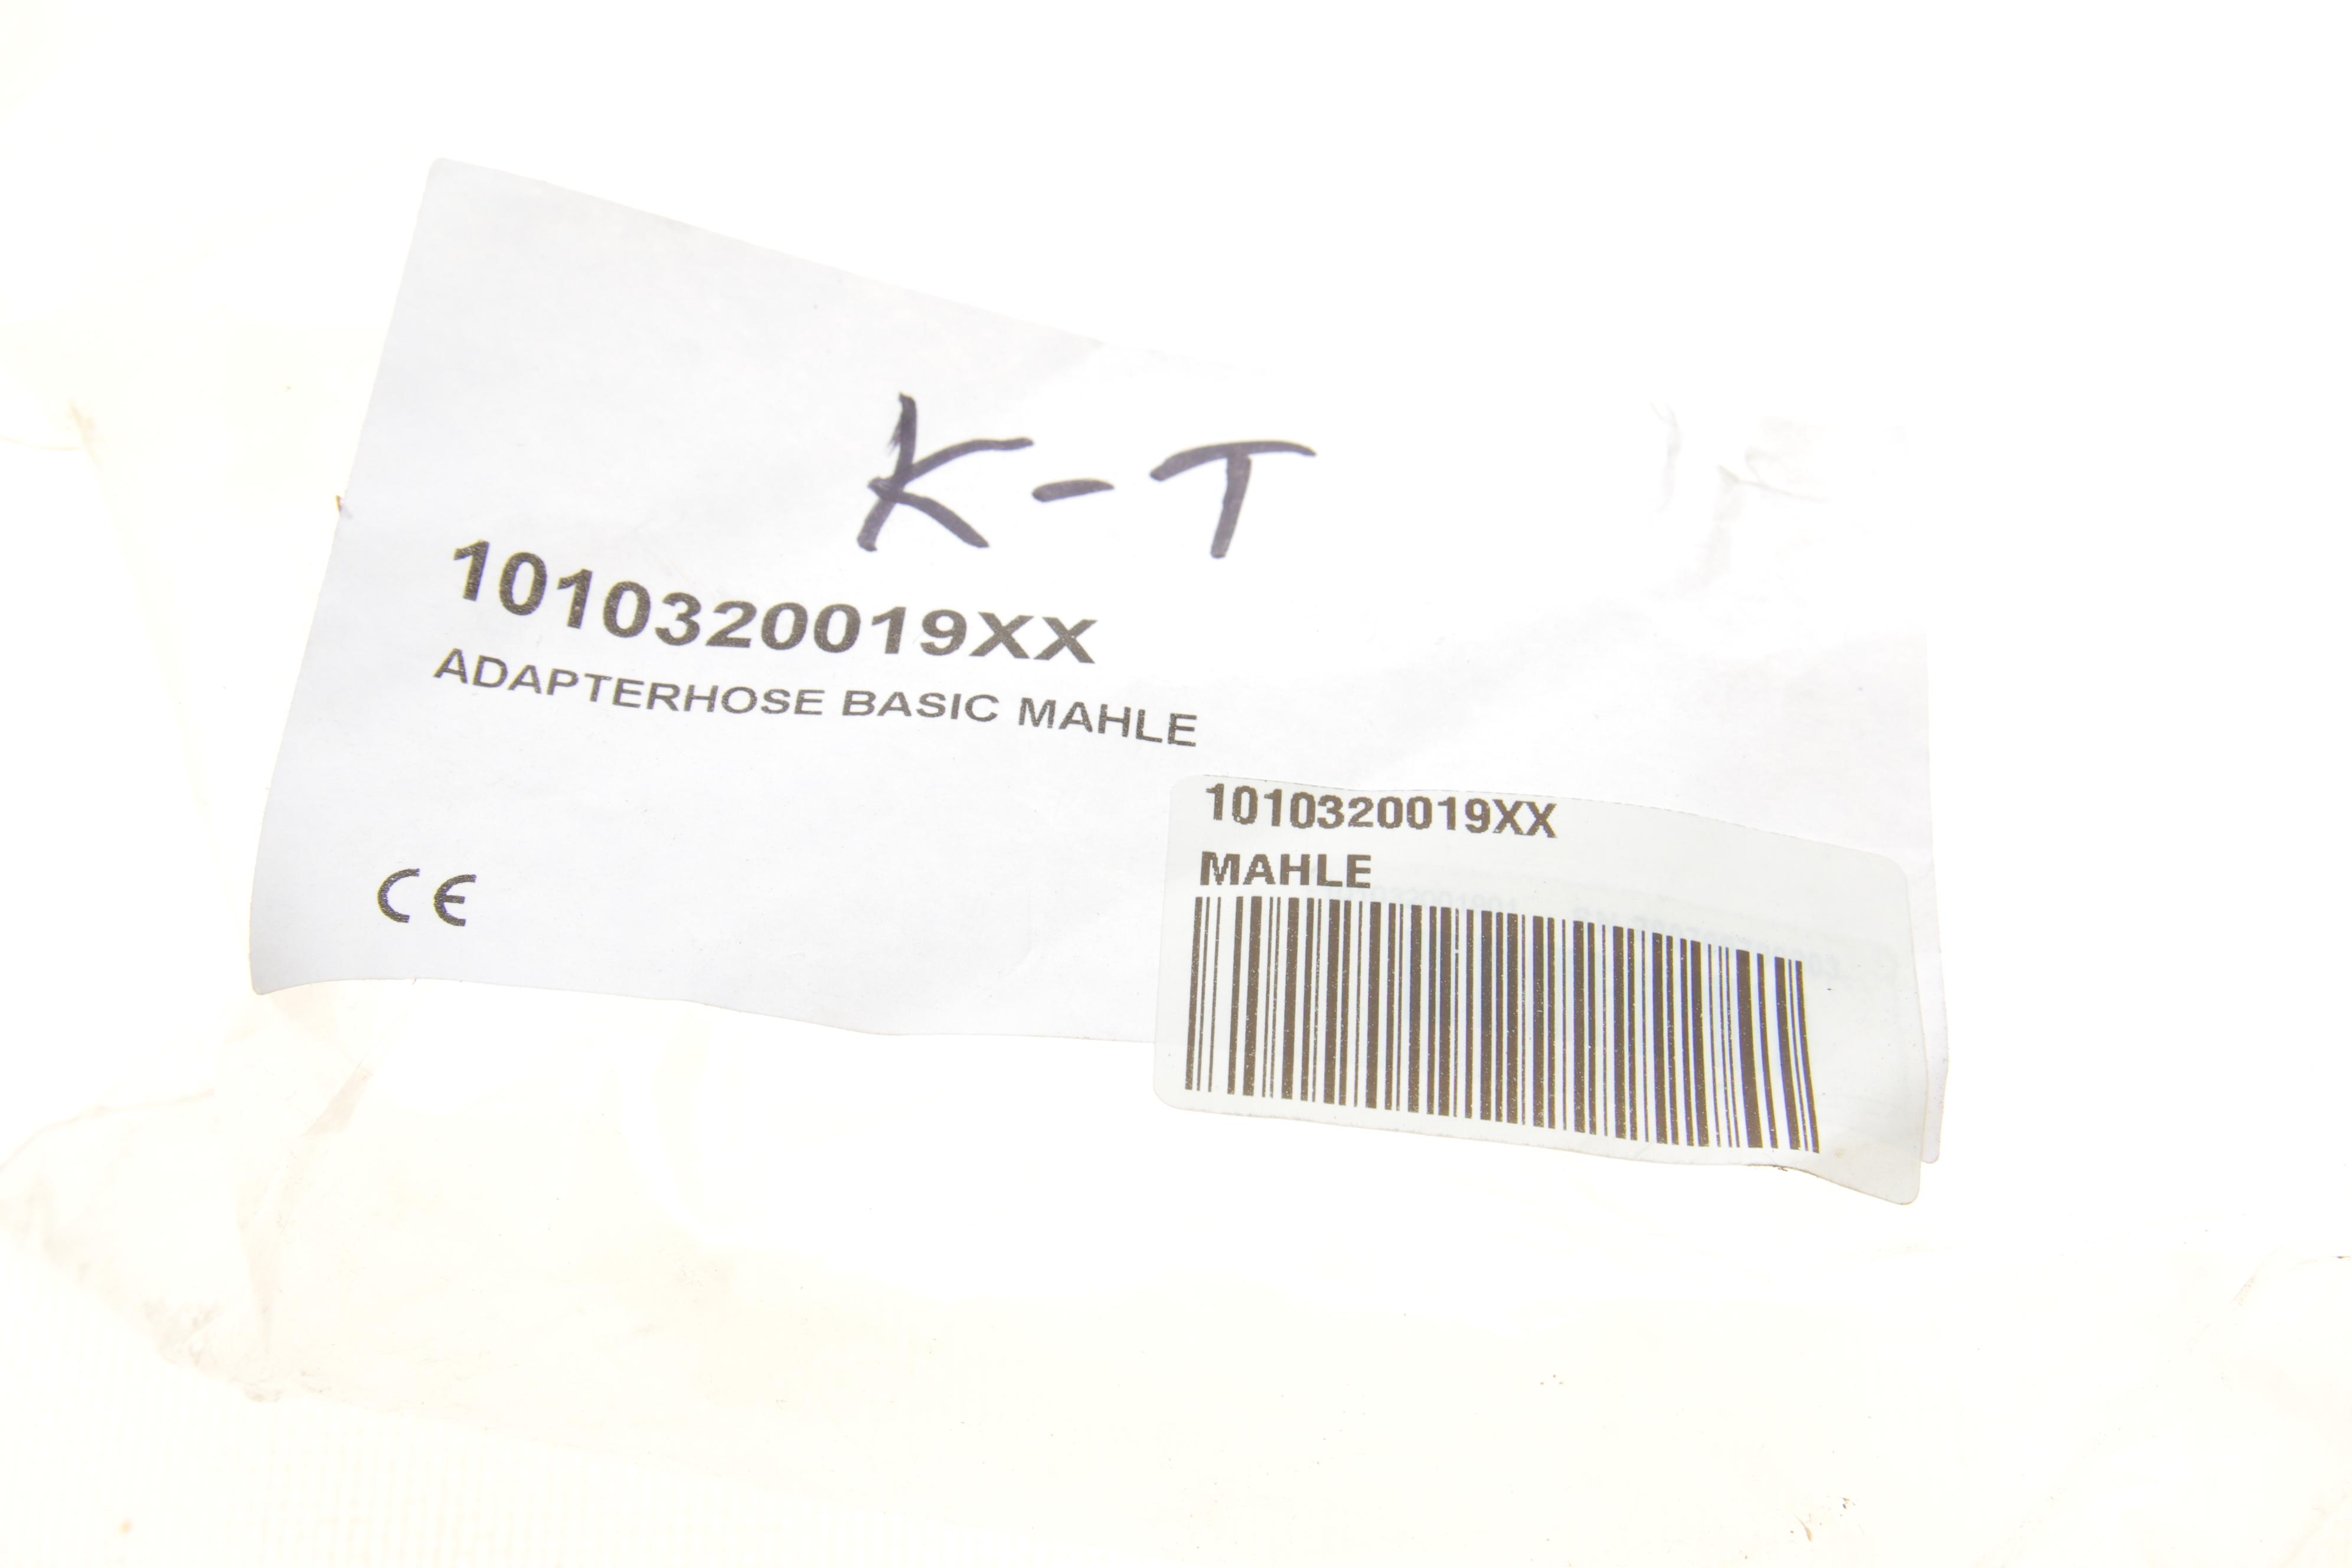 K-T
1010320019XX
ADAPTERHOSE BASIC MAHLE
CE
1010320019XX
MAHLE